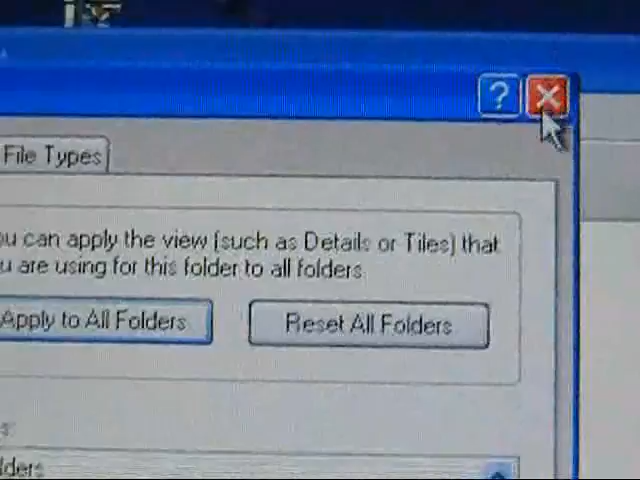 ?
File Types
ou can apply the view (such as Details or Tiles) that
u are using for this folder to all folders
Apply to All Folders
Reset All Folders
s:
lders